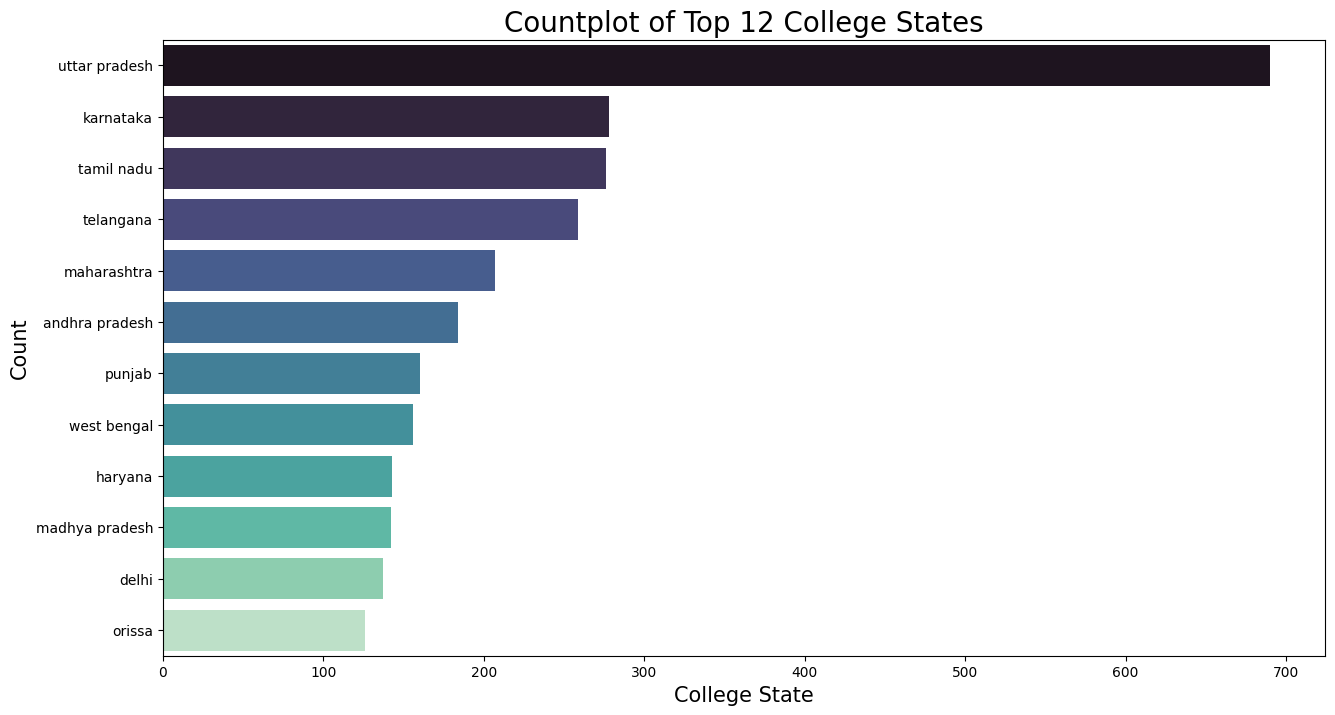 Countplot of Top 12 College States
Count
uttar pradesh
karnataka
tamil nadu
telangana
maharashtra
andhra pradesh
punjab
west bengal
haryana
madhya pradesh
delhi
orissa
0 100 200 300 400 500 600 700
College State